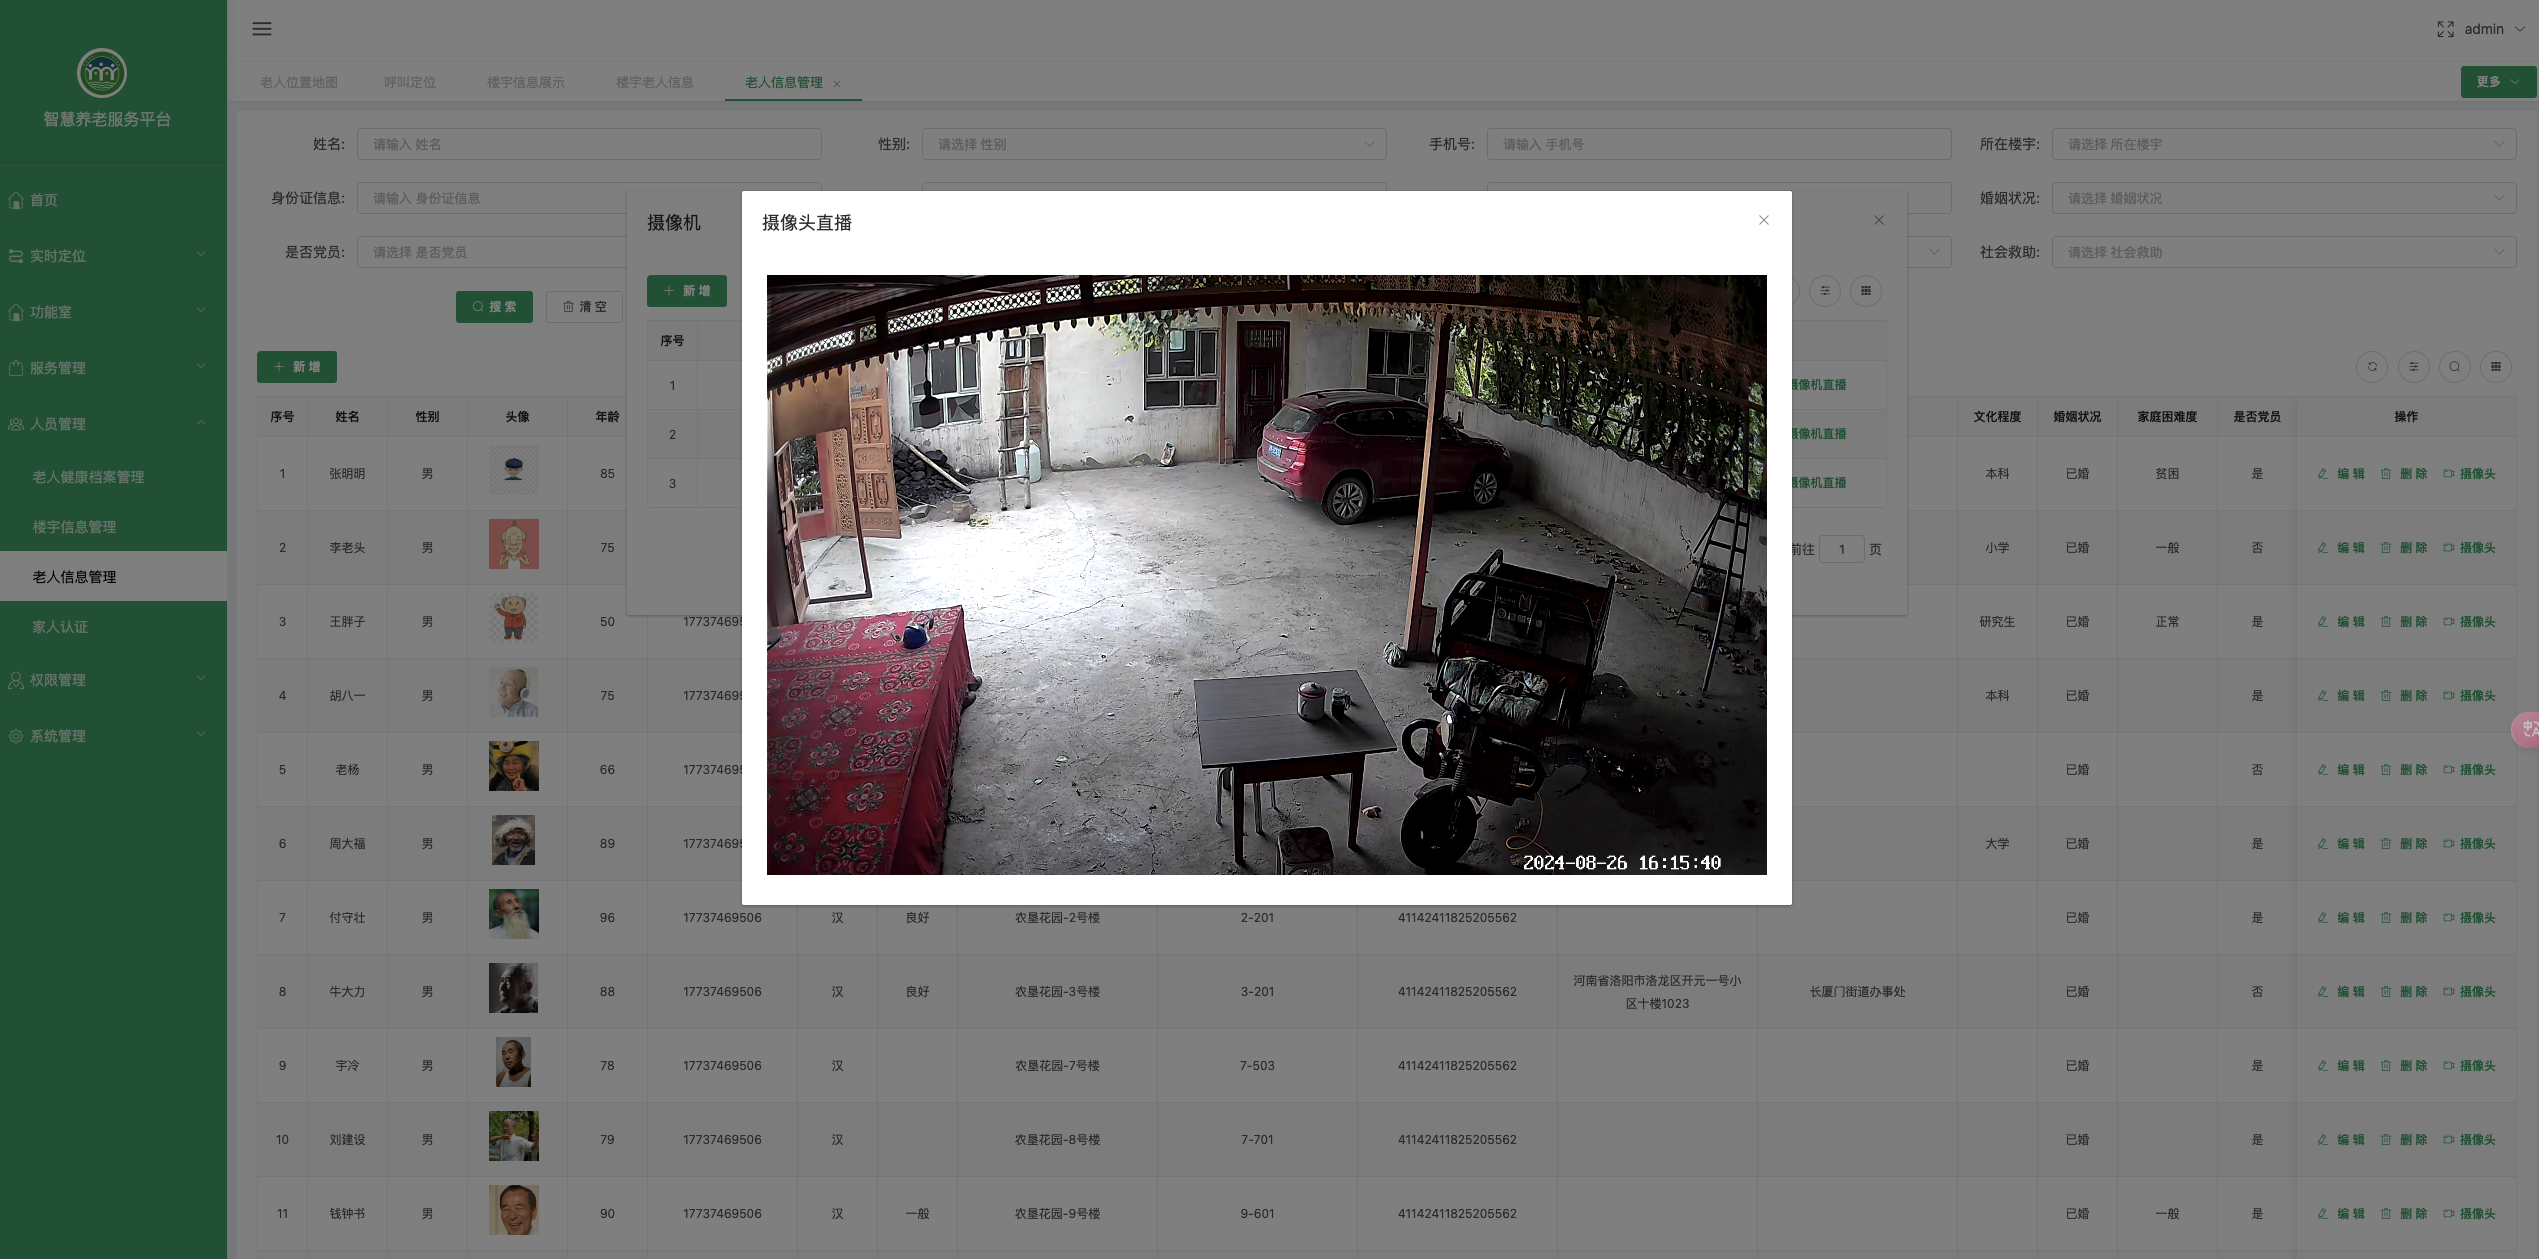 admin
老人位置地图 呼叫定位 楼宇信息展示 楼宇老人信息 老人信息管理 更多
智慧养老服务平台
首页
实时定位
功能室
服务管理
人员管理
老人健康档案管理
楼宇信息管理
老人信息管理
家人认证
权限管理
系统管理
姓名: 请输入 姓名 性别: 请选择 性别 手机号: 请输入 手机号 所在楼宇: 请选择 所在楼宇
身份证信息: 请输入 身份证信息 婚姻状况: 请选择 婚姻状况
是否党员: 请选择 是否党员 社会救助: 请选择 社会救助
搜 索 清 空
新 增
摄像机
新 增
序号
1 摄像机直播
2 摄像机直播
3 摄像机直播
前往 1 页
摄像头直播
2024-08-26 16:15:40
序号 姓名 性别 头像 年龄 文化程度 婚姻状况 家庭困难度 是否党员 操作
1 张明明 男 85 本科 已婚 贫困 是 编 辑 删 除 摄像头
2 李老头 男 75 小学 已婚 一般 否 编 辑 删 除 摄像头
3 王胖子 男 50 1773746950 研究生 已婚 正常 是 编 辑 删 除 摄像头
4 胡八一 男 75 1773746950 本科 已婚 是 编 辑 删 除 摄像头
5 老杨 男 66 1773746950 已婚 否 编 辑 删 除 摄像头
6 周大福 男 89 1773746950 大学 已婚 是 编 辑 删 除 摄像头
7 付守壮 男 96 17737469506 汉 良好 农垦花园-2号楼 2-201 41142411825205562 已婚 是 编 辑 删 除 摄像头
8 牛大力 男 88 17737469506 汉 良好 农垦花园-3号楼 3-201 41142411825205562 河南省洛阳市洛龙区开元一号小 长厦门街道办事处 已婚 否 编 辑 删 除 摄像头
区十楼1023
9 宇冷 男 78 17737469506 汉 农垦花园-7号楼 7-503 41142411825205562 已婚 是 编 辑 删 除 摄像头
10 刘建设 男 79 17737469506 汉 农垦花园-8号楼 7-701 41142411825205562 已婚 是 编 辑 删 除 摄像头
11 钱钟书 男 90 17737469506 汉 一般 农垦花园-9号楼 9-601 41142411825205562 已婚 一般 是 编 辑 删 除 摄像头